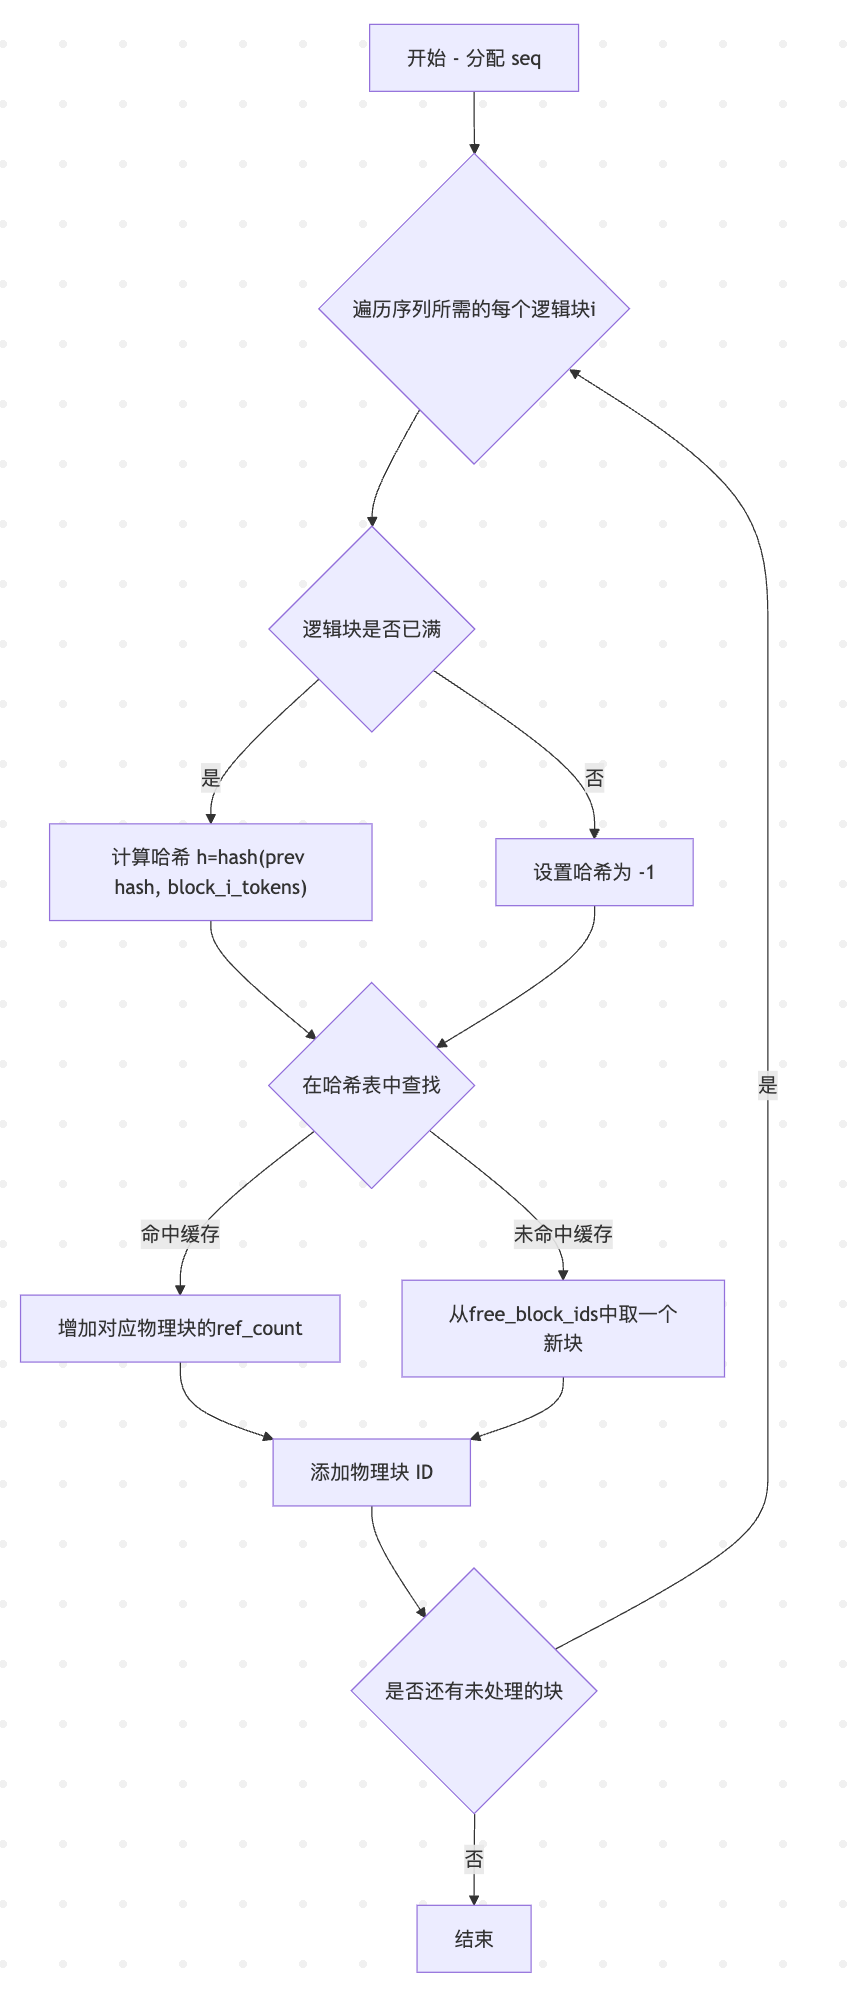 开始 - 分配 seq
遍历序列所需的每个逻辑块i
逻辑块是否已满
是
否
计算哈希 h=hash(prev
hash, block_i_tokens)
设置哈希为 -1
在哈希表中查找
是
命中缓存
未命中缓存
增加对应物理块的ref_count
从free_block_ids中取一个
新块
添加物理块 ID
是否还有未处理的块
否
结束